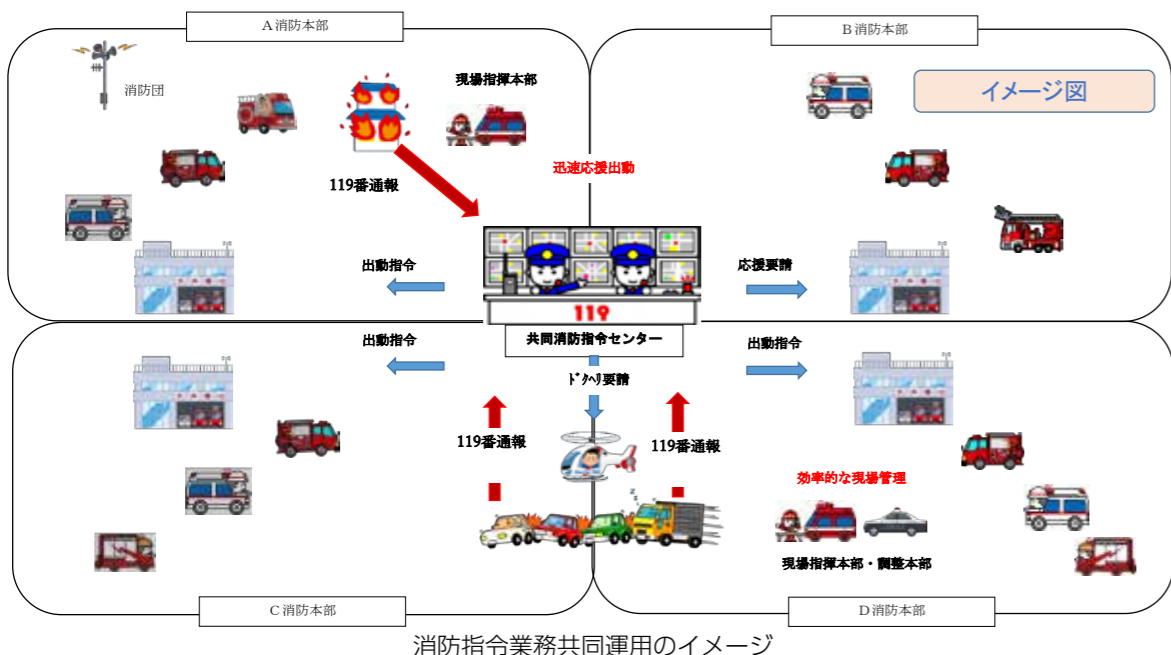 A消防本部
B消防本部
消防団
現場指揮本部
イメージ図
119番通報
迅速応援出動
出動指令
応援要請
119
共同消防指令センター
出動指令
出動指令
ドクヘリ要請
119番通報
119番通報
効率的な現場管理
現場指揮本部・調整本部
C消防本部
D消防本部
消防指令業務共同運用のイメージ